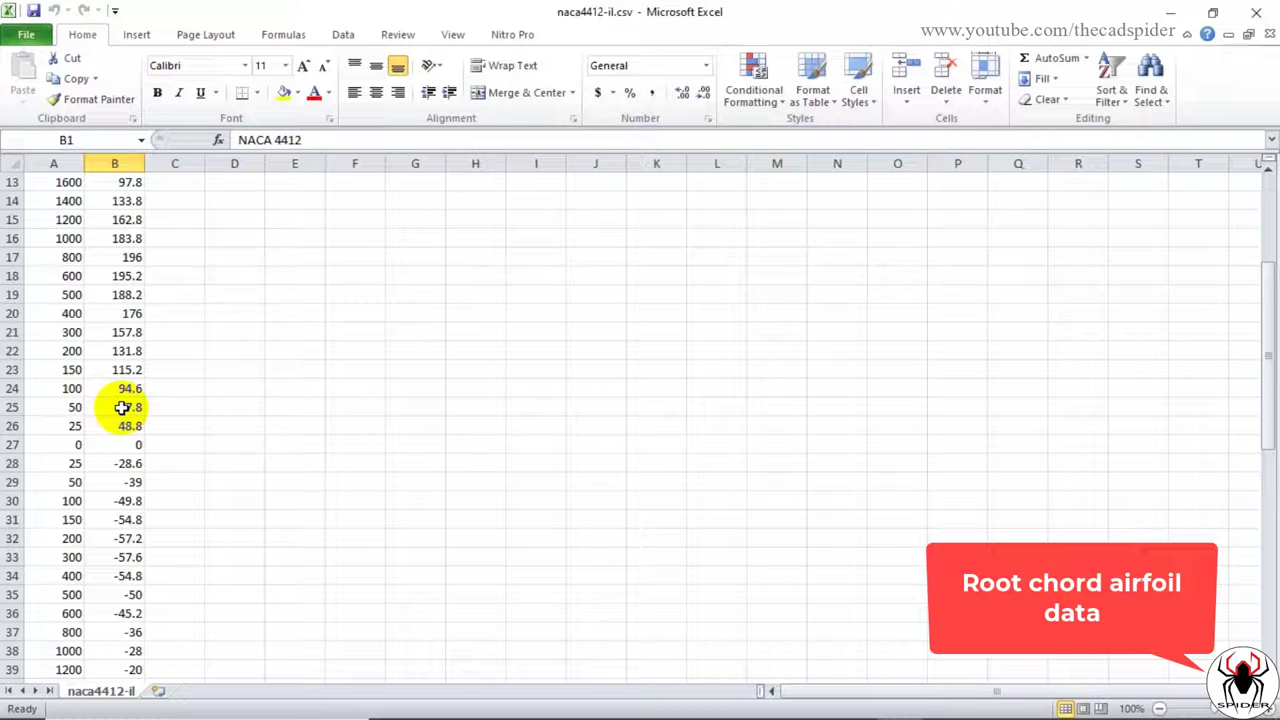 naca4412-il.csv - Microsoft Excel
www.youtube.com/thecadspider
File Home Insert Page Layout Formulas Data Review View Nitro Pro
Paste
Cut
Copy
Format Painter
Clipboard
Calibri 11
B I U
Font
Wrap Text
Merge & Center
Alignment
General
$ % ,
Number
Conditional Formatting
Format as Table
Cell Styles
Styles
Insert Delete Format
Cells
AutoSum
Fill
Clear
Sort & Filter
Find & Select
Editing
B1 fx NACA 4412
A B C D E F G H I J K L M N O P Q R S T U
13 1600 97.8
14 1400 133.8
15 1200 162.8
16 1000 183.8
17 800 196
18 600 195.2
19 500 188.2
20 400 176
21 300 157.8
22 200 131.8
23 150 115.2
24 100 94.6
25 50
26 25 48.8
27 0 0
28 25 -28.6
29 50 -39
30 100 -49.8
31 150 -54.8
32 200 -57.2
33 300 -57.6
34 400 -54.8
35 500 -50
36 600 -45.2
37 800 -36
38 1000 -28
39 1200 -20
Root chord airfoil
data
SPIDER
naca4412-il
Ready
100%